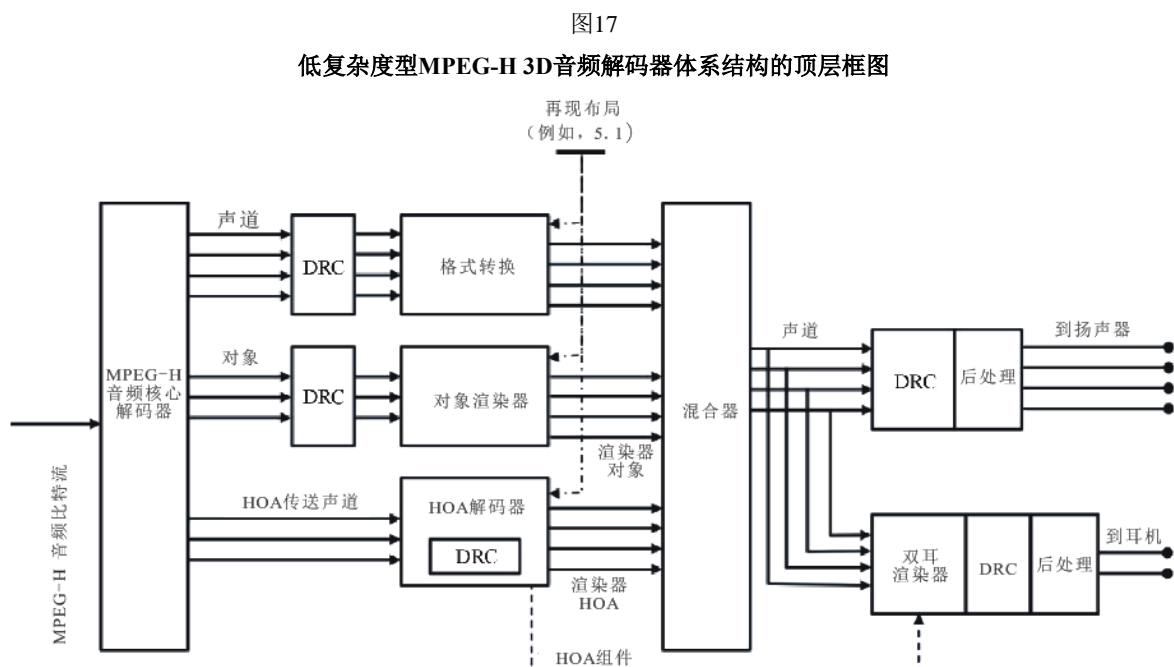 图17
低复杂度型MPEG-H 3D音频解码器体系结构的顶层框图
再现布局
（例如，5.1）
声道
DRC
格式转换
对象
MPEG-H
音频核心
解码器
DRC
对象渲染器
渲染器
对象
混合器
声道
DRC
后处理
到扬声器
MPEG-H 音频比特流
HOA传送声道
HOA解码器
DRC
渲染器
HOA
HOA组件
双耳
渲染器
DRC
后处理
到耳机